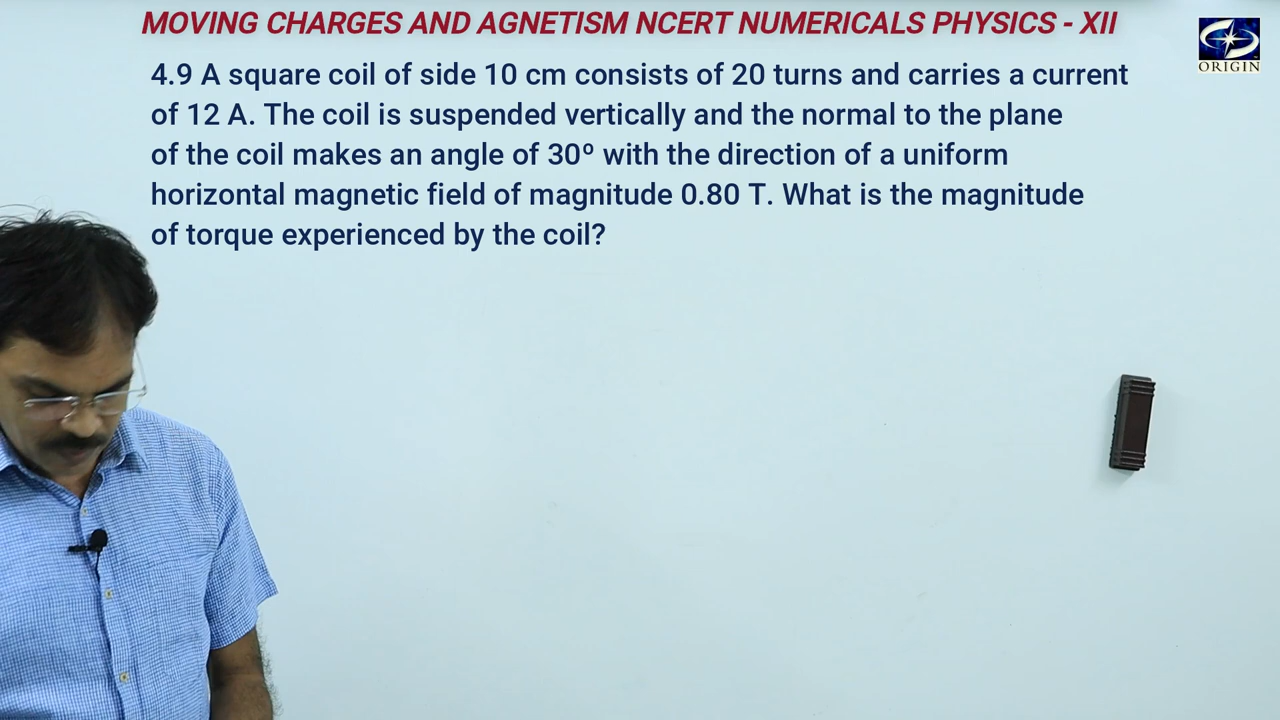 MOVING CHARGES AND AGNETISM NCERT NUMERICALS PHYSICS - XII
ORIGIN
4.9 A square coil of side 10 cm consists of 20 turns and carries a current
of 12 A. The coil is suspended vertically and the normal to the plane
of the coil makes an angle of 30º with the direction of a uniform
horizontal magnetic field of magnitude 0.80 T. What is the magnitude
of torque experienced by the coil?